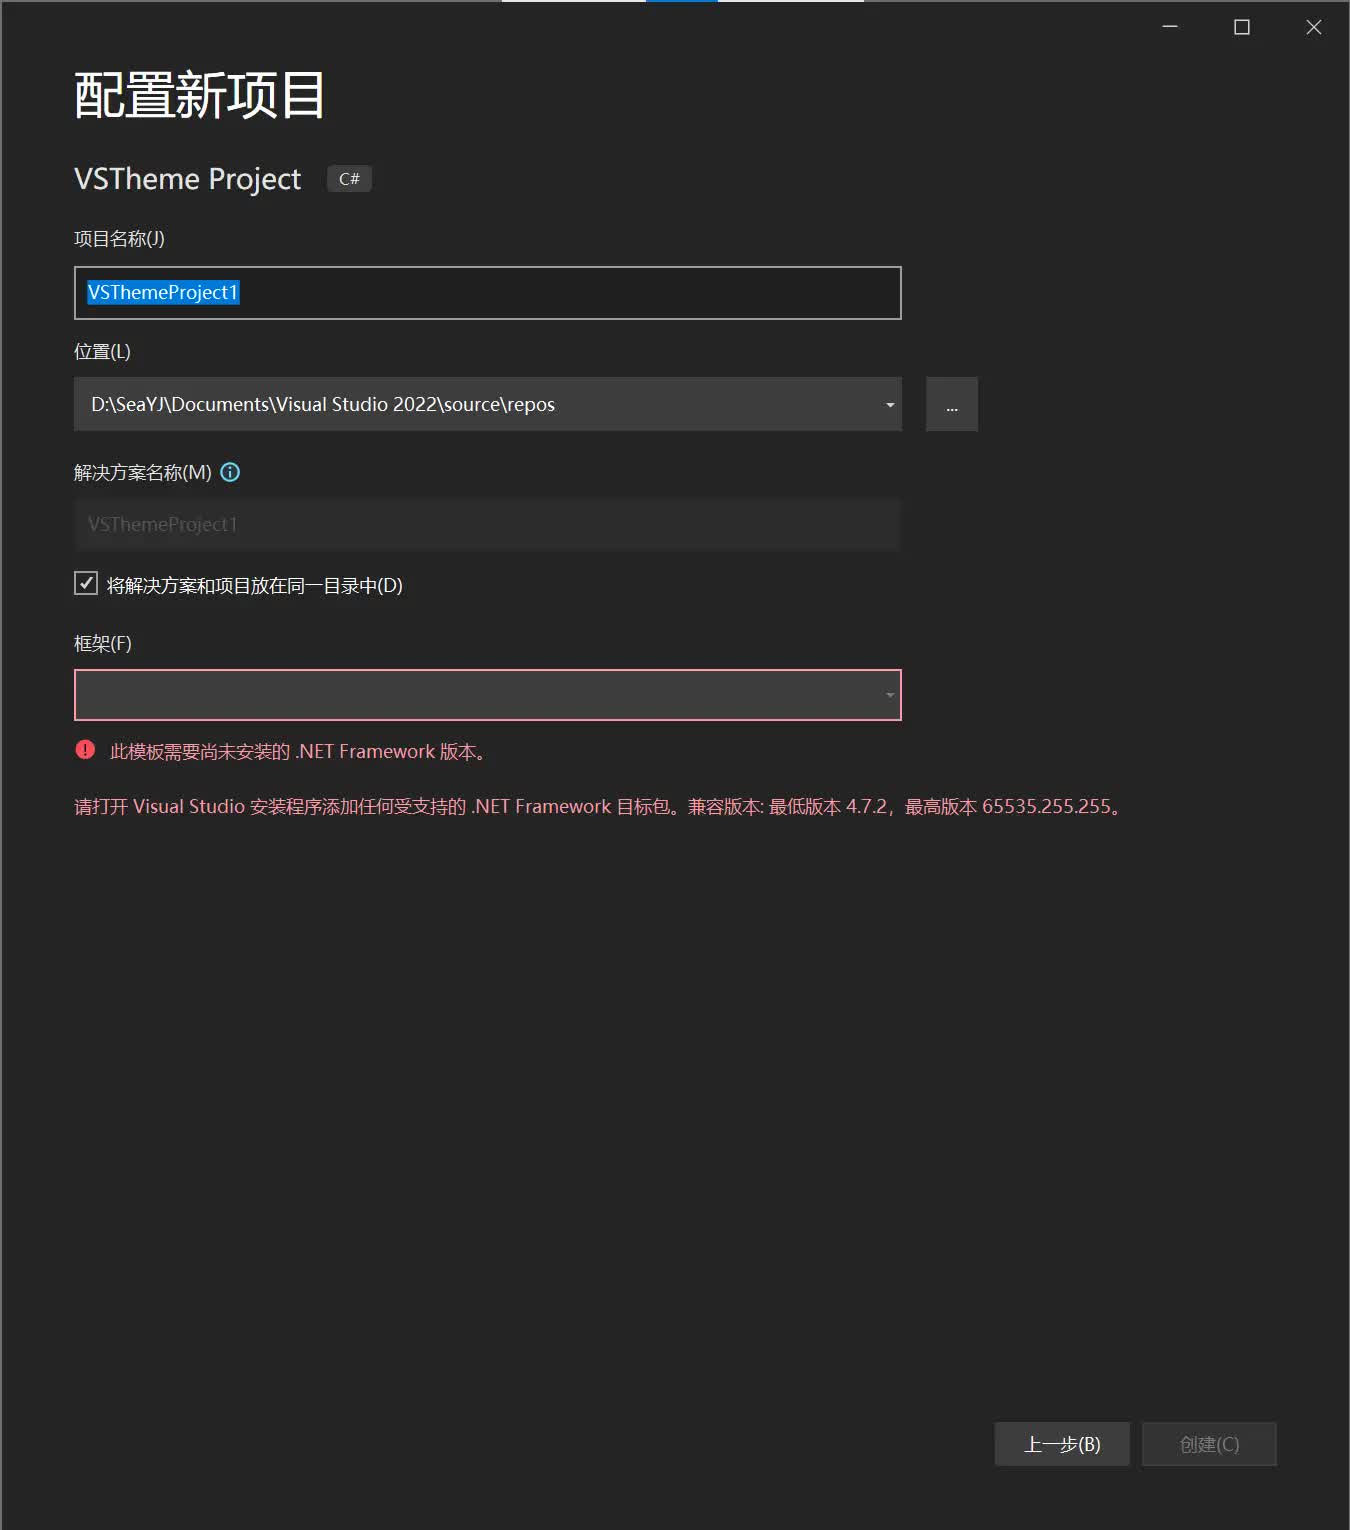 配置新项目
VSTheme Project C#
项目名称(J)
VSThemeProject1
位置(L)
D:\SeaYJ\Documents\Visual Studio 2022\source\repos
...
解决方案名称(M)
VSThemeProject1
将解决方案和项目放在同一目录中(D)
框架(F)
此模板需要尚未安装的 .NET Framework 版本。
请打开 Visual Studio 安装程序添加任何受支持的 .NET Framework 目标包。兼容版本: 最低版本 4.7.2，最高版本 65535.255.255。
上一步(B) 创建(C)